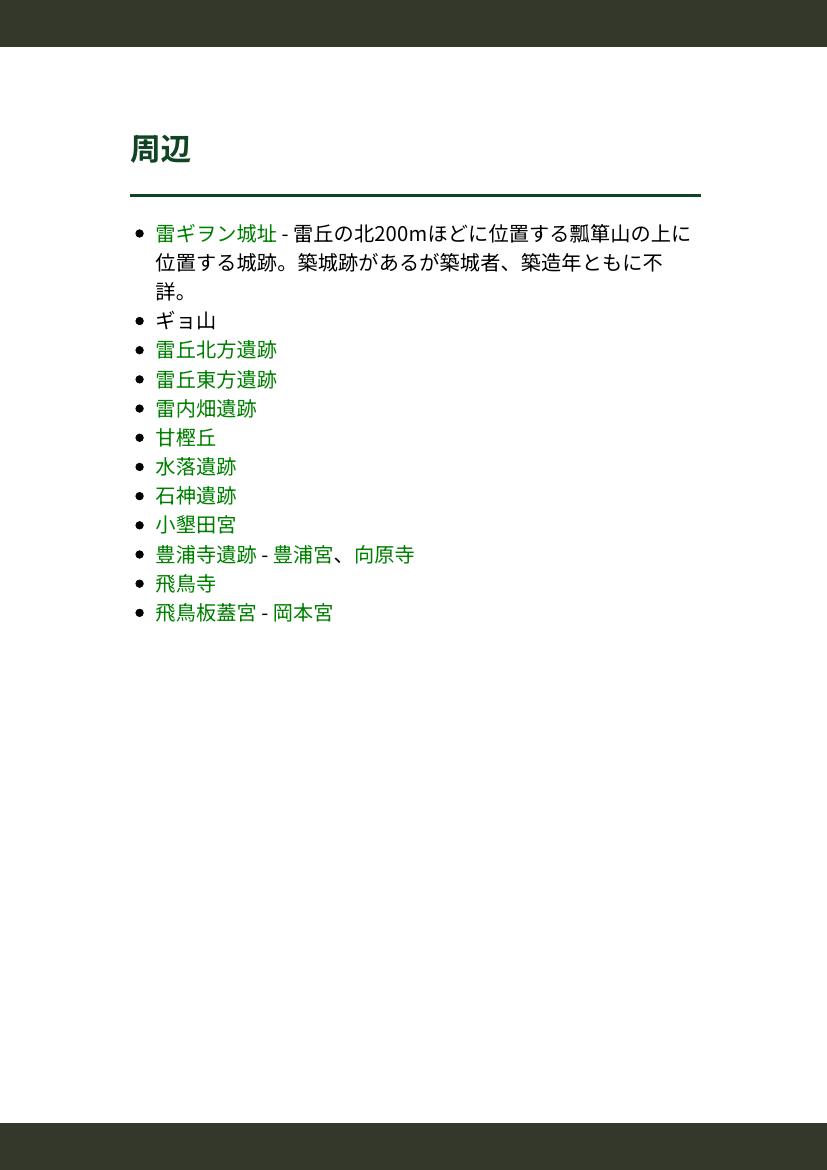 周辺
雷ギヲン城址 - 雷丘の北200mほどに位置する瓢箪山の上に
位置する城跡。築城跡があるが築城者、築造年ともに不
詳。
ギョ山
雷丘北方遺跡
雷丘東方遺跡
雷内畑遺跡
甘樫丘
水落遺跡
石神遺跡
小墾田宮
豊浦寺遺跡 - 豊浦宮、向原寺
飛鳥寺
飛鳥板蓋宮 - 岡本宮